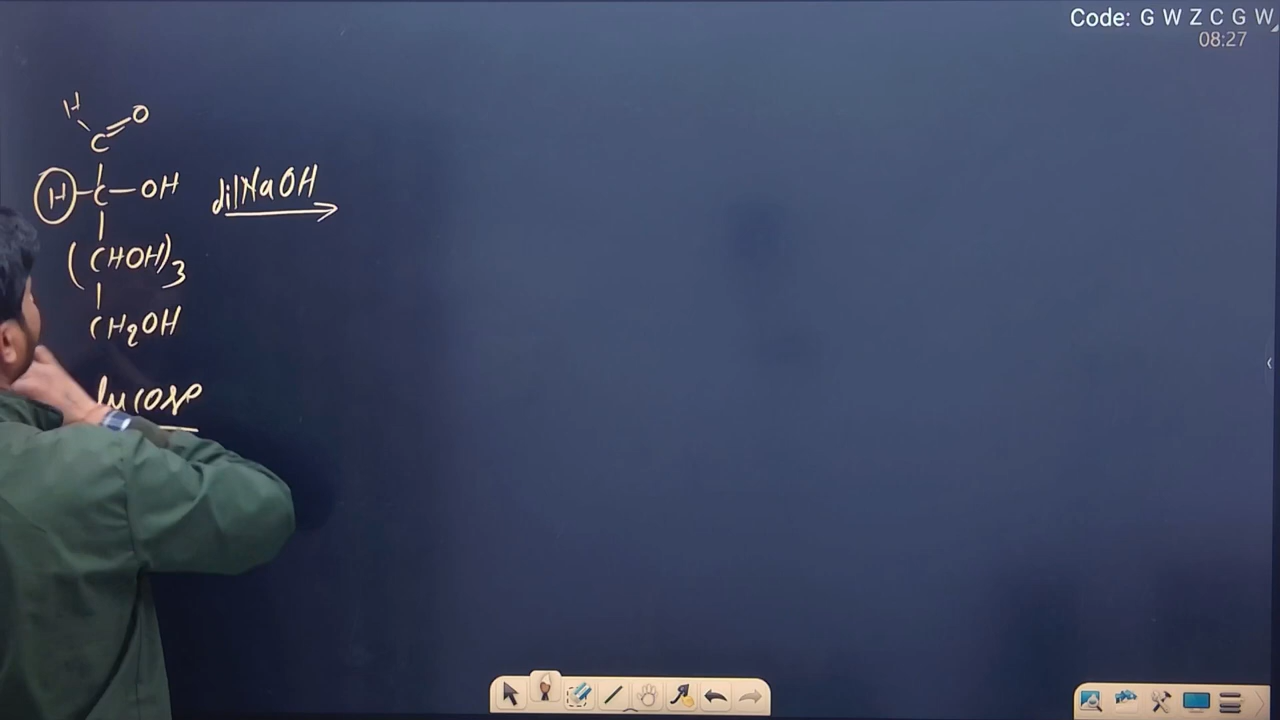 Code: G W Z C G W
08:27
H
O
C
H C OH
dil NaOH
(CHOH)3
CH2OH